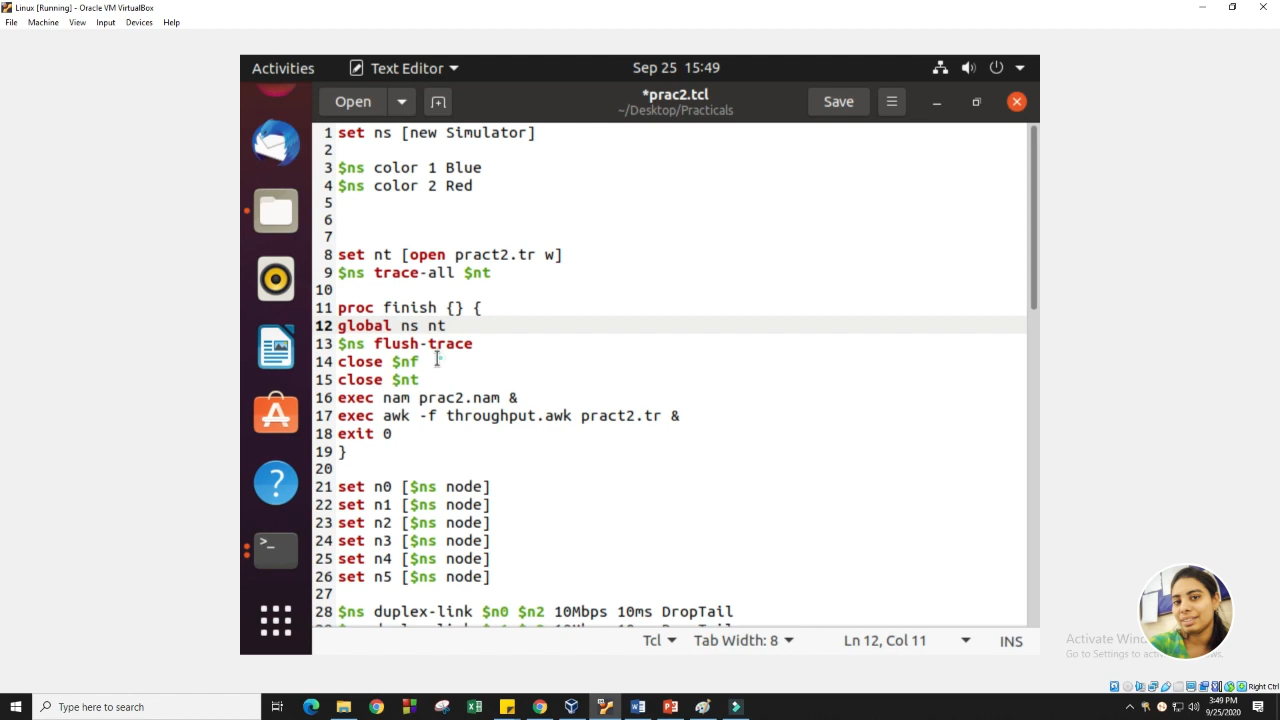 Linux [Running] - Oracle VM VirtualBox
File Machine View Input Devices Help
Activities Text Editor Sep 25 15:49
Open *prac2.tcl Save
~/Desktop/Practicals
1 set ns [new Simulator]
2
3 $ns color 1 Blue
4 $ns color 2 Red
5
6
7
8 set nt [open pract2.tr w]
9 $ns trace-all $nt
10
11 proc finish {} {
12 global ns nt
13 $ns flush-trace
14 close $nf
15 close $nt
16 exec nam prac2.nam &
17 exec awk -f throughput.awk pract2.tr &
18 exit 0
19 }
20
21 set n0 [$ns node]
22 set n1 [$ns node]
23 set n2 [$ns node]
24 set n3 [$ns node]
25 set n4 [$ns node]
26 set n5 [$ns node]
27
28 $ns duplex-link $n0 $n2 10Mbps 10ms DropTail
Tcl Tab Width: 8 Ln 12, Col 11 INS
Activate
Go to Settings to
Right Ctrl
Type here to search
3:49 PM
9/25/2020